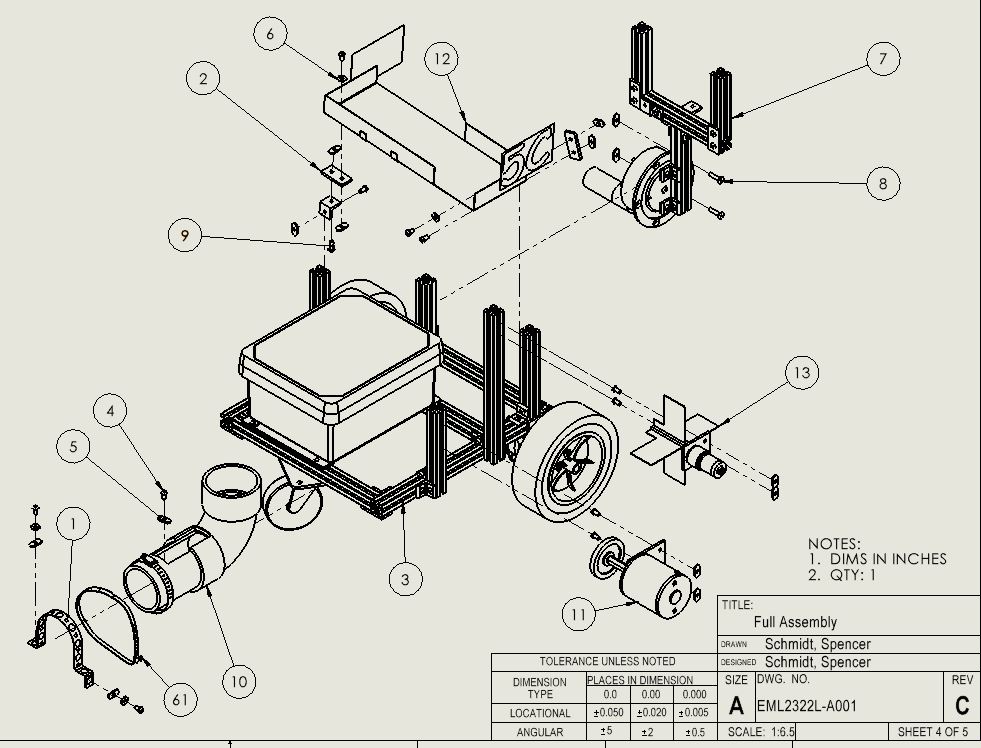 6
12
7
2
5C
8
9
13
4
5
1
3
11
10
61
NOTES:
1. DIMS IN INCHES
2. QTY: 1
TITLE:
Full Assembly
DRAWN Schmidt, Spencer
DESIGNED Schmidt, Spencer
TOLERANCE UNLESS NOTED
DIMENSION TYPE
PLACES IN DIMENSION
0.0 0.00 0.000
LOCATIONAL ±0.050 ±0.020 ±0.005
ANGULAR ±5 ±2 ±0.5
SIZE
A
DWG. NO.
EML2322L-A001
REV
C
SCALE: 1:6.5
SHEET 4 OF 5